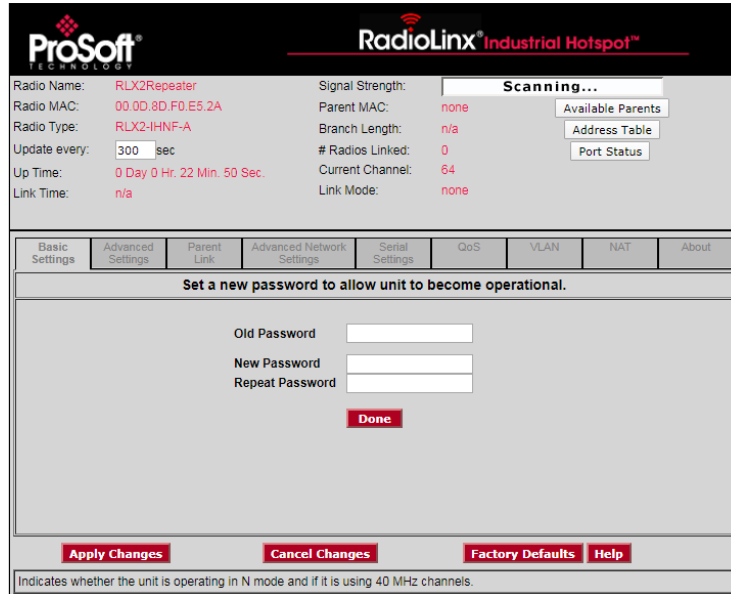 ProSoft®
TECHNOLOGY
RadioLinx® Industrial Hotspot™
Radio Name: RLX2Repeater Signal Strength: Scanning...
Radio MAC: 00.0D.8D.F0.E5.2A Parent MAC: none Available Parents
Radio Type: RLX2-IHNF-A Branch Length: n/a Address Table
Update every: 300 sec # Radios Linked: 0 Port Status
Up Time: 0 Day 0 Hr. 22 Min. 50 Sec. Current Channel: 64
Link Time: n/a Link Mode: none
Basic Settings Advanced Settings Parent Link Advanced Network Settings Serial Settings QoS VLAN NAT About
Set a new password to allow unit to become operational.
Old Password
New Password
Repeat Password
Done
Apply Changes Cancel Changes Factory Defaults Help
Indicates whether the unit is operating in N mode and if it is using 40 MHz channels.